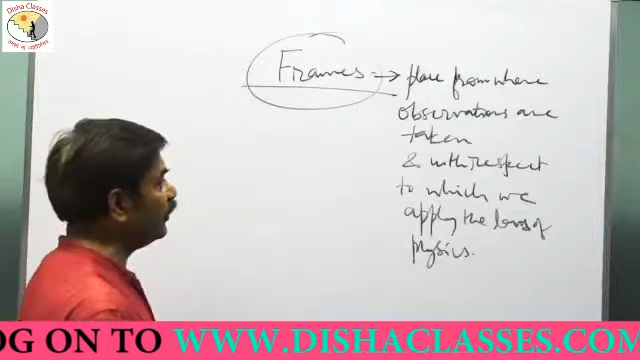 Disha Classes
Frames → place from where
observations are
taken
& with respect
to which we
apply the laws of
physics.
OG ON TO WWW.DISHACLASSES.COM